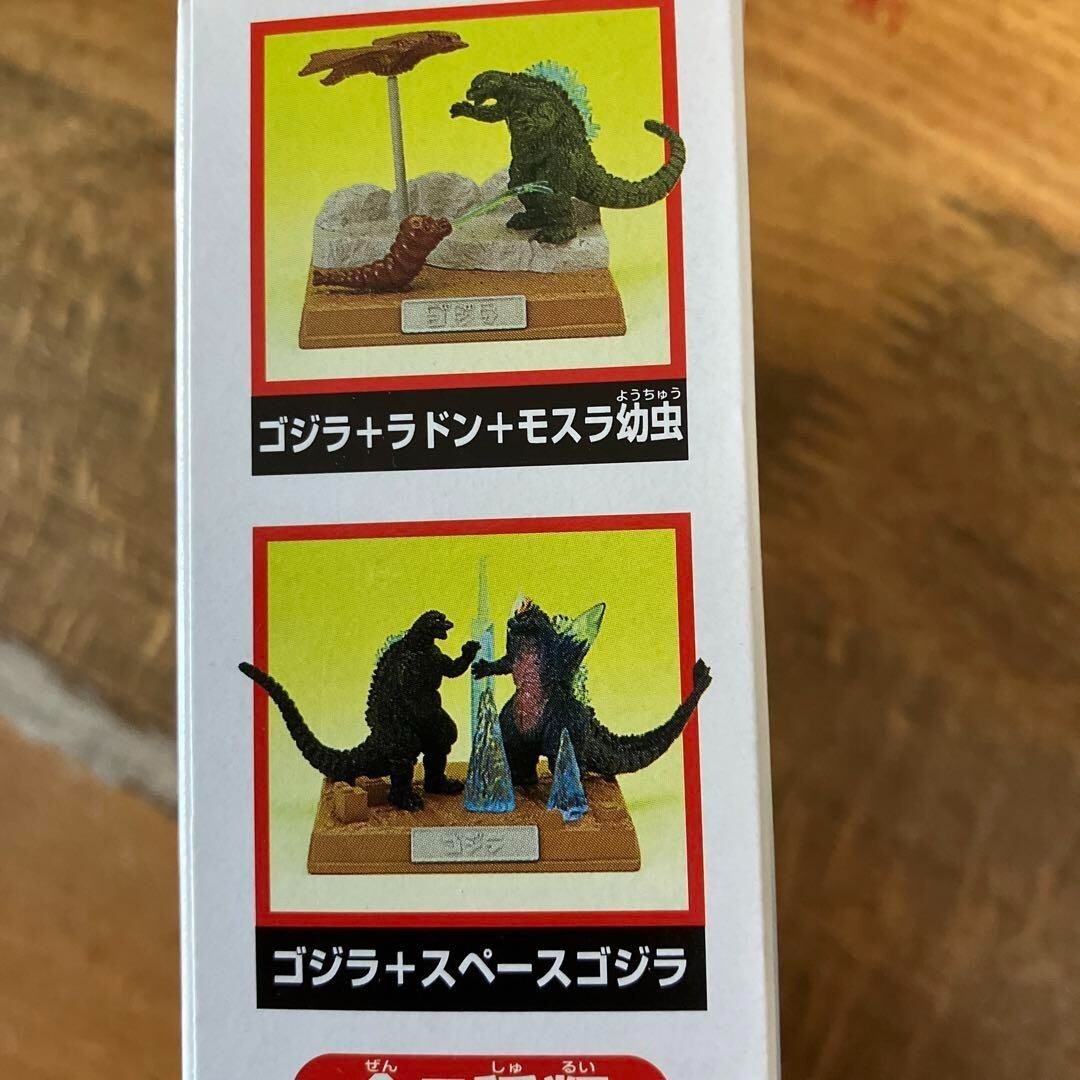 ゴジラ
ようちゅう
ゴジラ+ラドン+モスラ幼虫
ゴジラ
ゴジラ+スペースゴジラ
ぜん しゅ るい